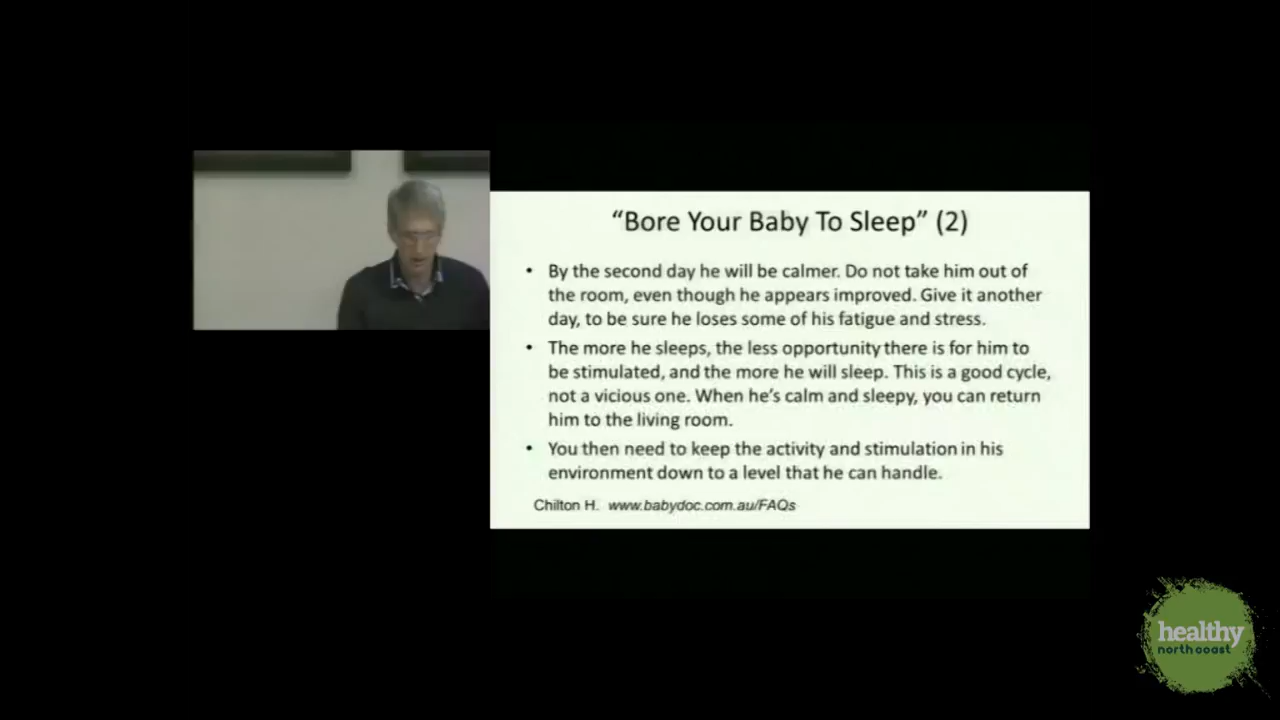 “Bore Your Baby To Sleep” (2)
• By the second day he will be calmer. Do not take him out of
the room, even though he appears improved. Give it another
day, to be sure he loses some of his fatigue and stress.
• The more he sleeps, the less opportunity there is for him to
be stimulated, and the more he will sleep. This is a good cycle,
not a vicious one. When he’s calm and sleepy, you can return
him to the living room.
• You then need to keep the activity and stimulation in his
environment down to a level that he can handle.
Chilton H. www.babydoc.com.au/FAQs
healthy
north coast